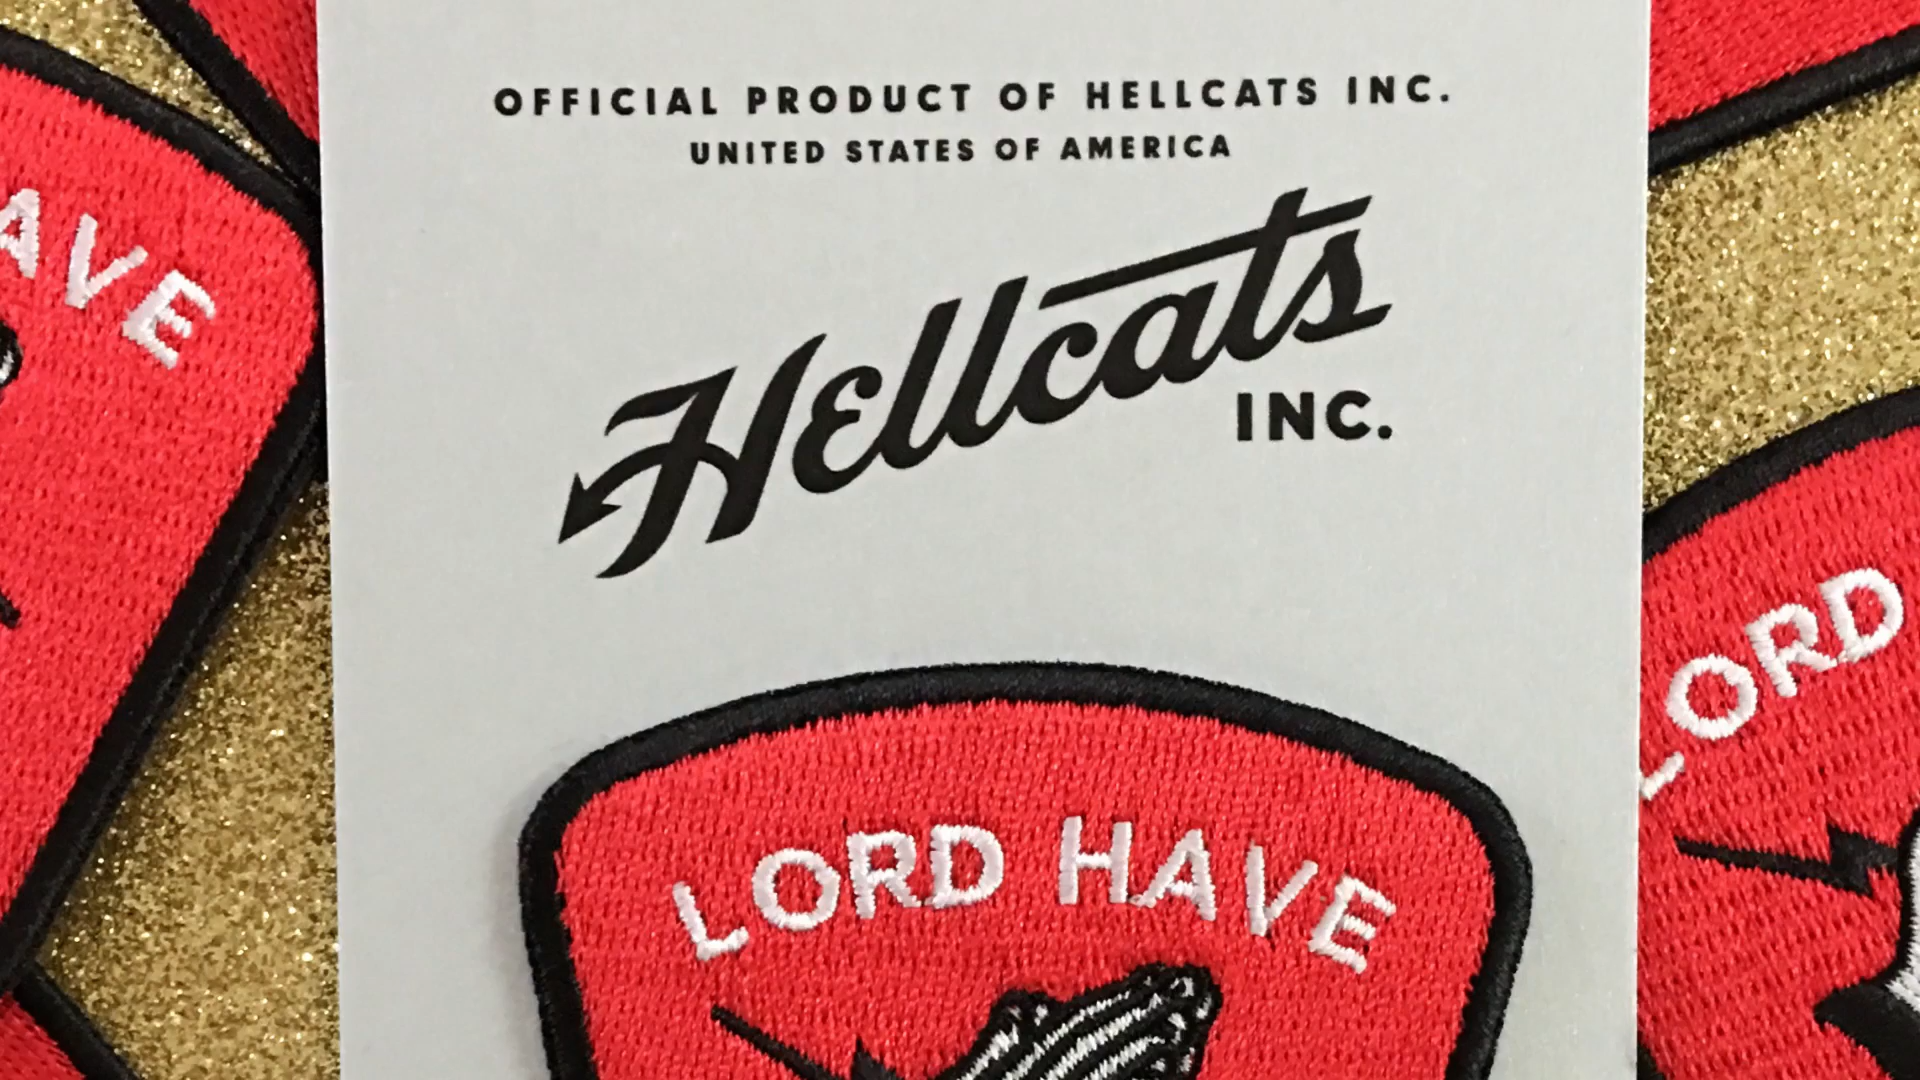 OFFICIAL PRODUCT OF HELLCATS INC.
UNITED STATES OF AMERICA
Hellcats
INC.
LORD HAVE
AVE
LORD